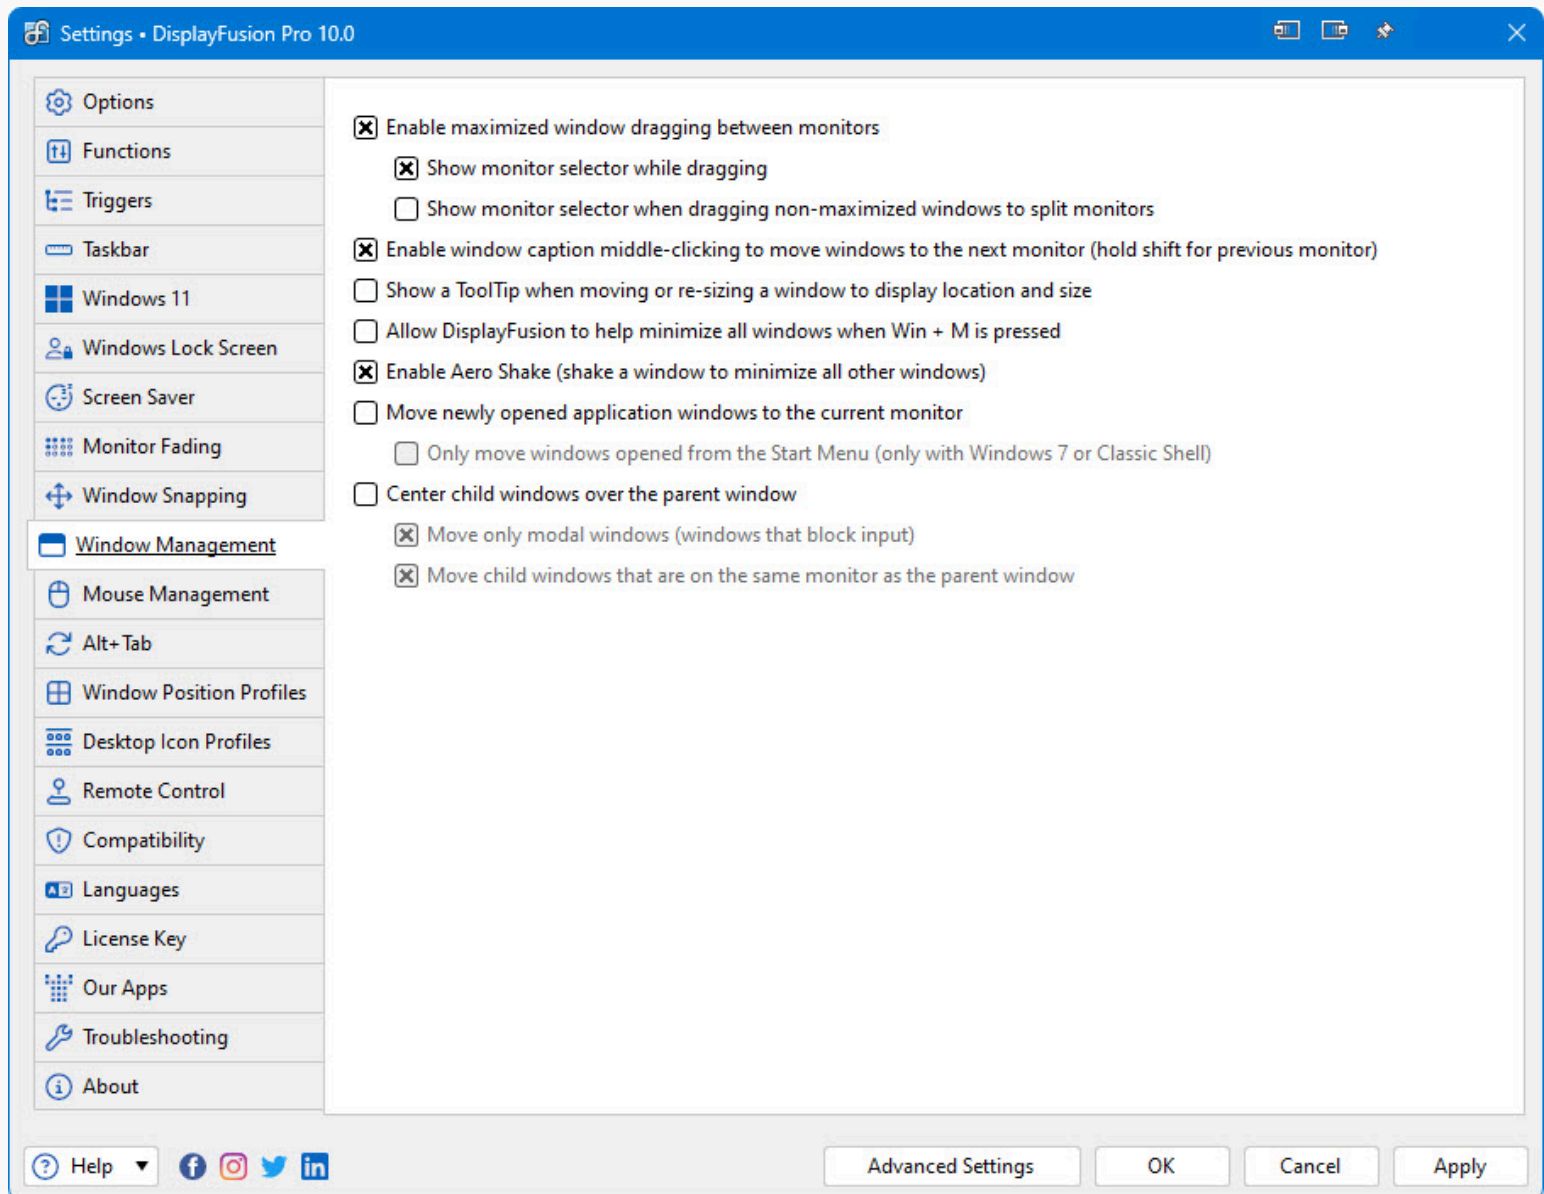 Settings • DisplayFusion Pro 10.0
Options
Functions
Triggers
Taskbar
Windows 11
Windows Lock Screen
Screen Saver
Monitor Fading
Window Snapping
Window Management
Mouse Management
Alt+Tab
Window Position Profiles
Desktop Icon Profiles
Remote Control
Compatibility
Languages
License Key
Our Apps
Troubleshooting
About
Enable maximized window dragging between monitors
Show monitor selector while dragging
Show monitor selector when dragging non-maximized windows to split monitors
Enable window caption middle-clicking to move windows to the next monitor (hold shift for previous monitor)
Show a ToolTip when moving or re-sizing a window to display location and size
Allow DisplayFusion to help minimize all windows when Win + M is pressed
Enable Aero Shake (shake a window to minimize all other windows)
Move newly opened application windows to the current monitor
Only move windows opened from the Start Menu (only with Windows 7 or Classic Shell)
Center child windows over the parent window
Move only modal windows (windows that block input)
Move child windows that are on the same monitor as the parent window
Help
Advanced Settings
OK
Cancel
Apply